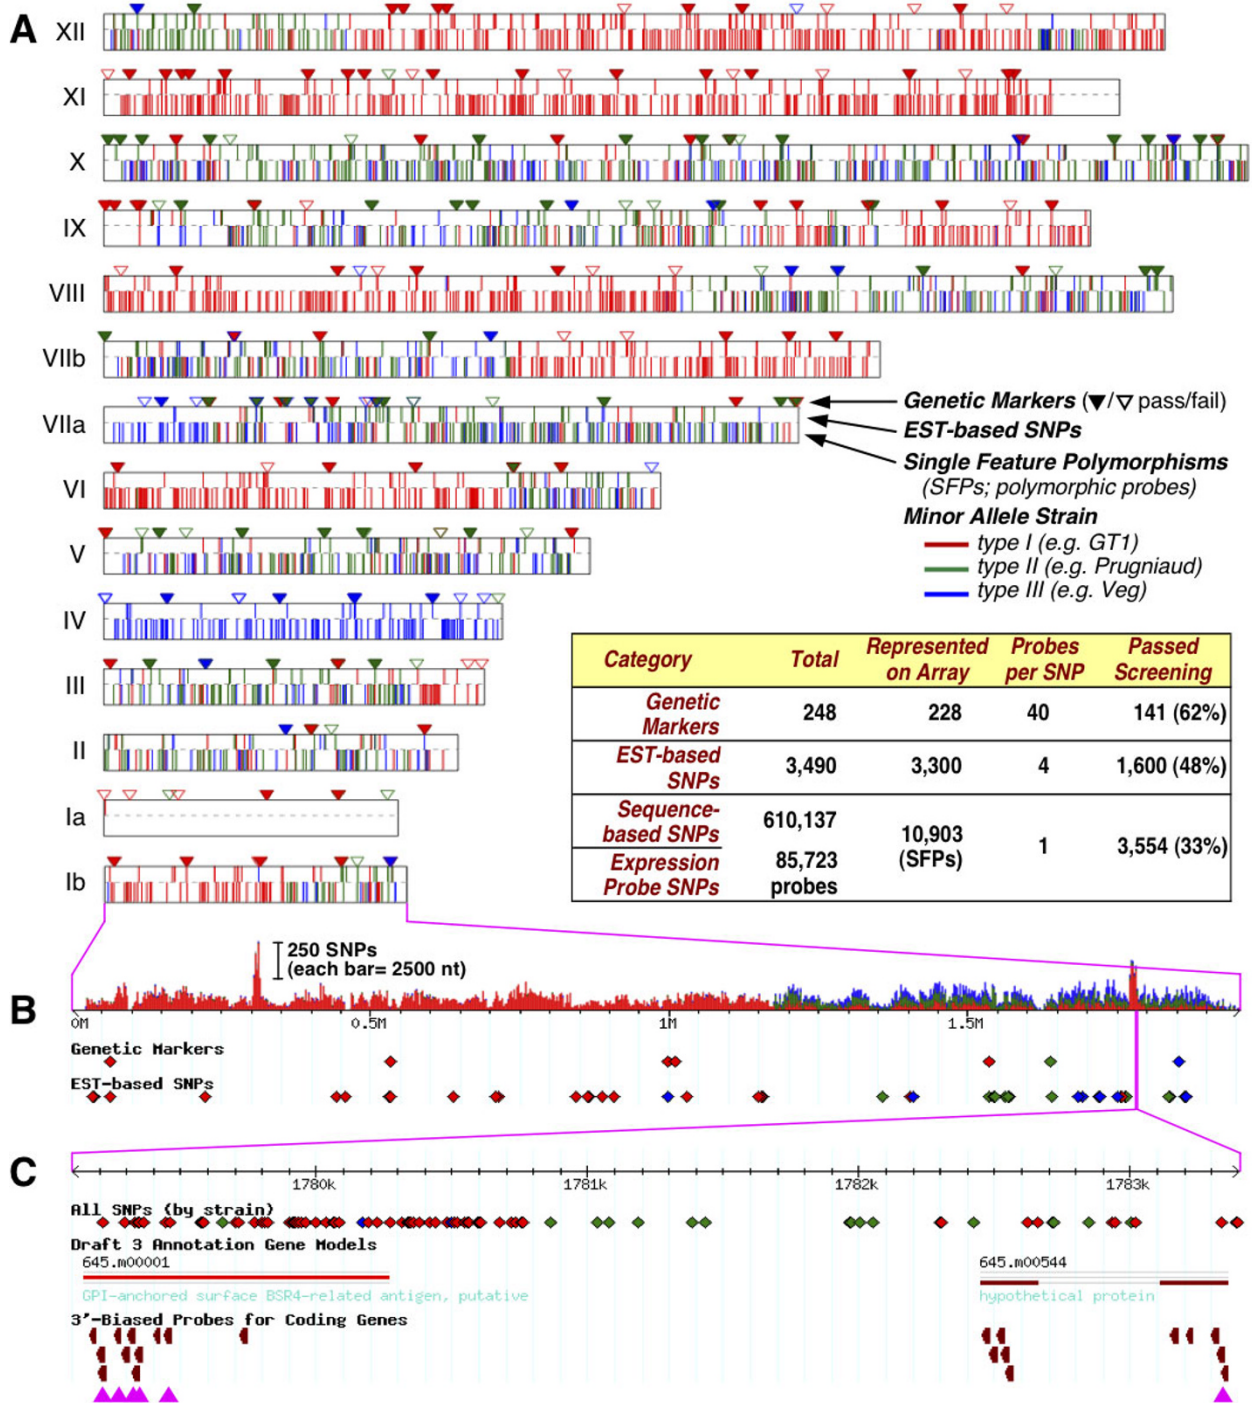 A
XII
XI
X
IX
VIII
VIIb
VIIa
Genetic Markers (▼/▽ pass/fail)
EST-based SNPs
Single Feature Polymorphisms
(SFPs; polymorphic probes)
Minor Allele Strain
type I (e.g. GT1)
type II (e.g. Prugniaud)
type III (e.g. Veg)
VI
V
IV
III
II
Ia
Ib
Category Total Represented on Array Probes per SNP Passed Screening
Genetic Markers 248 228 40 141 (62%)
EST-based SNPs 3,490 3,300 4 1,600 (48%)
Sequence-based SNPs 610,137 10,903 (SFPs) 1 3,554 (33%)
Expression Probe SNPs 85,723 probes
250 SNPs
(each bar= 2500 nt)
B
0M 0.5M 1M 1.5M
Genetic Markers
EST-based SNPs
C
1780k 1781k 1782k 1783k
All SNPs (by strain)
Draft 3 Annotation Gene Models
645.m00001 645.m00544
GPI-anchored surface BSR4-related antigen, putative hypothetical protein
3'-Biased Probes for Coding Genes